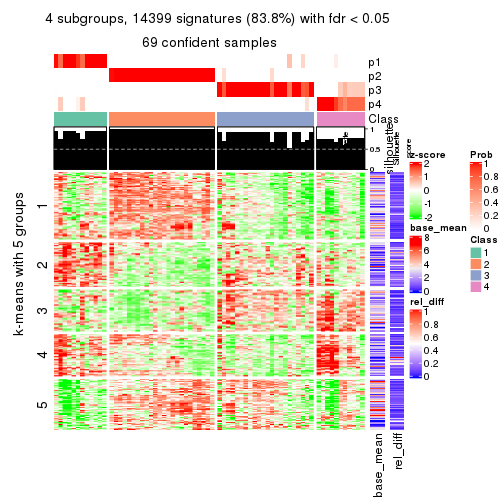 4 subgroups, 14399 signatures (83.8%) with fdr < 0.05
69 confident samples
p1
p2
p3
p4
Class
1
0.5
0
silhouette
Silhouette
score
k-means with 5 groups
1
2
3
4
5
base_mean
rel_diff
z-score
2
1
0
-1
-2
base_mean
8
6
4
2
0
rel_diff
1
0.8
0.6
0.4
0.2
0
Prob
1
0.8
0.6
0.4
0.2
0
Class
1
2
3
4